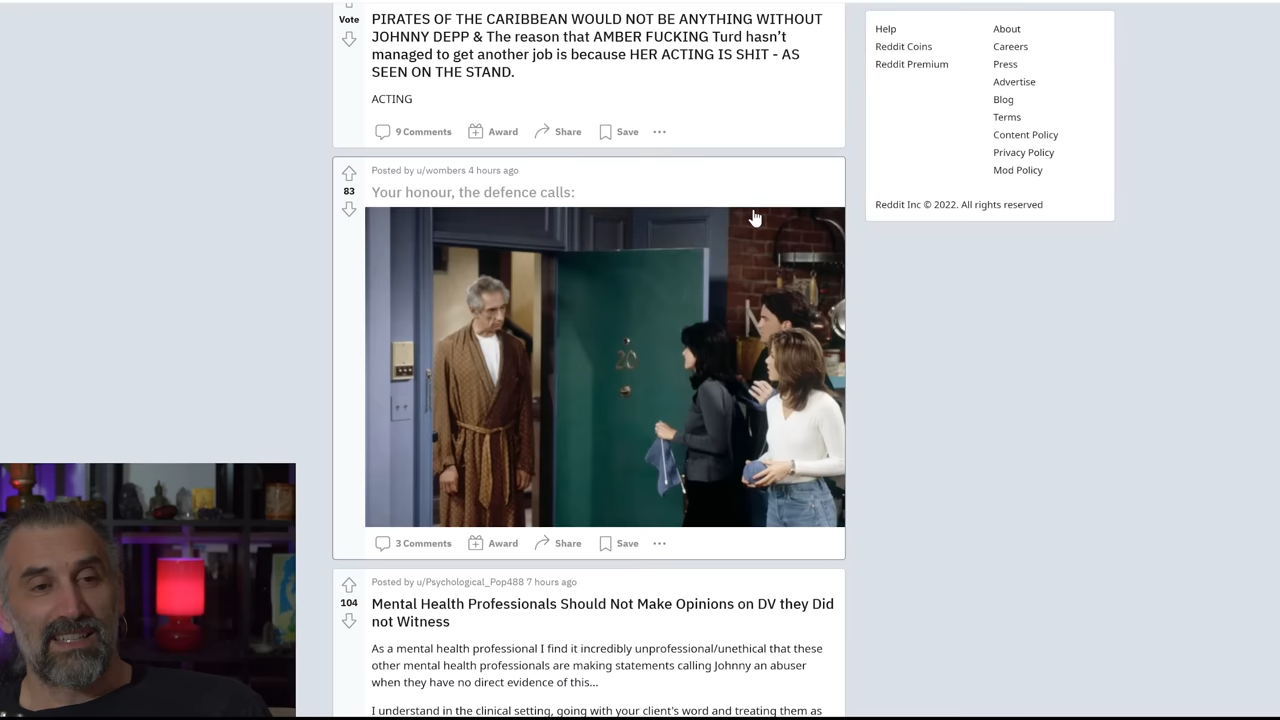 Vote
PIRATES OF THE CARIBBEAN WOULD NOT BE ANYTHING WITHOUT
JOHNNY DEPP & The reason that AMBER FUCKING Turd hasn’t
managed to get another job is because HER ACTING IS SHIT - AS
SEEN ON THE STAND.
ACTING
9 Comments Award Share Save
Posted by u/wombers 4 hours ago
83
Your honour, the defence calls:
20
3 Comments Award Share Save
Posted by u/Psychological_Pop488 7 hours ago
104
Mental Health Professionals Should Not Make Opinions on DV they Did
not Witness
As a mental health professional I find it incredibly unprofessional/unethical that these
other mental health professionals are making statements calling Johnny an abuser
when they have no direct evidence of this...
I understand in the clinical setting, going with your client's word and treating them as
Help
Reddit Coins
Reddit Premium
About
Careers
Press
Advertise
Blog
Terms
Content Policy
Privacy Policy
Mod Policy
Reddit Inc © 2022. All rights reserved